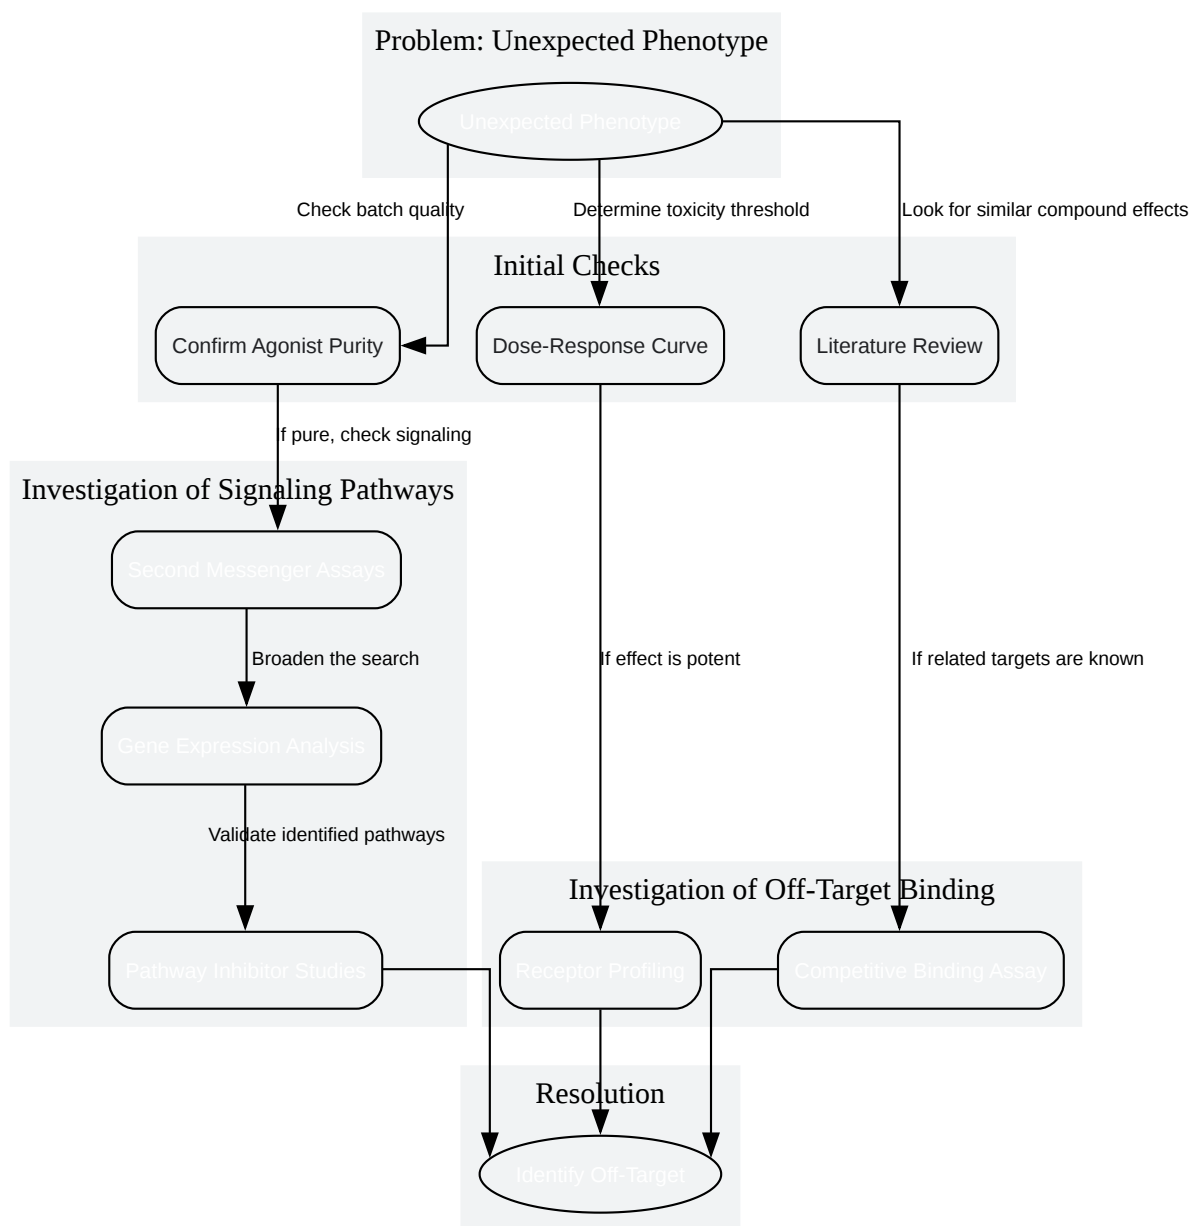 Problem: Unexpected Phenotype
Unexpected Phenotype
Check batch quality
Determine toxicity threshold
Look for similar compound effects
Initial Checks
Confirm Agonist Purity
Dose-Response Curve
Literature Review
If pure, check signaling
Investigation of Signaling Pathways
Second Messenger Assays
Broaden the search
If effect is potent
If related targets are known
Gene Expression Analysis
Validate identified pathways
Investigation of Off-Target Binding
Pathway Inhibitor Studies
Receptor Profiling
Competitive Binding Assay
Resolution
Identify Off-Target